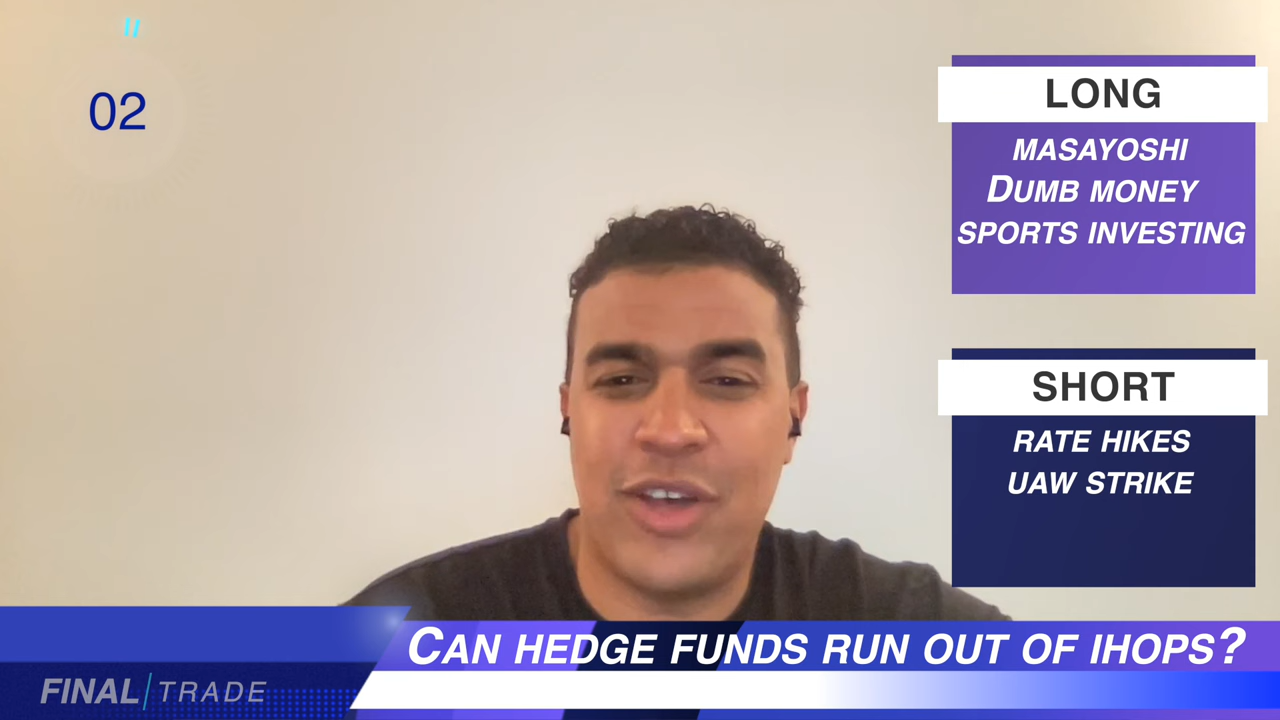 02
LONG
MASAYOSHI
DUMB MONEY
SPORTS INVESTING
SHORT
RATE HIKES
UAW STRIKE
CAN HEDGE FUNDS RUN OUT OF IHOPS?
FINAL TRADE